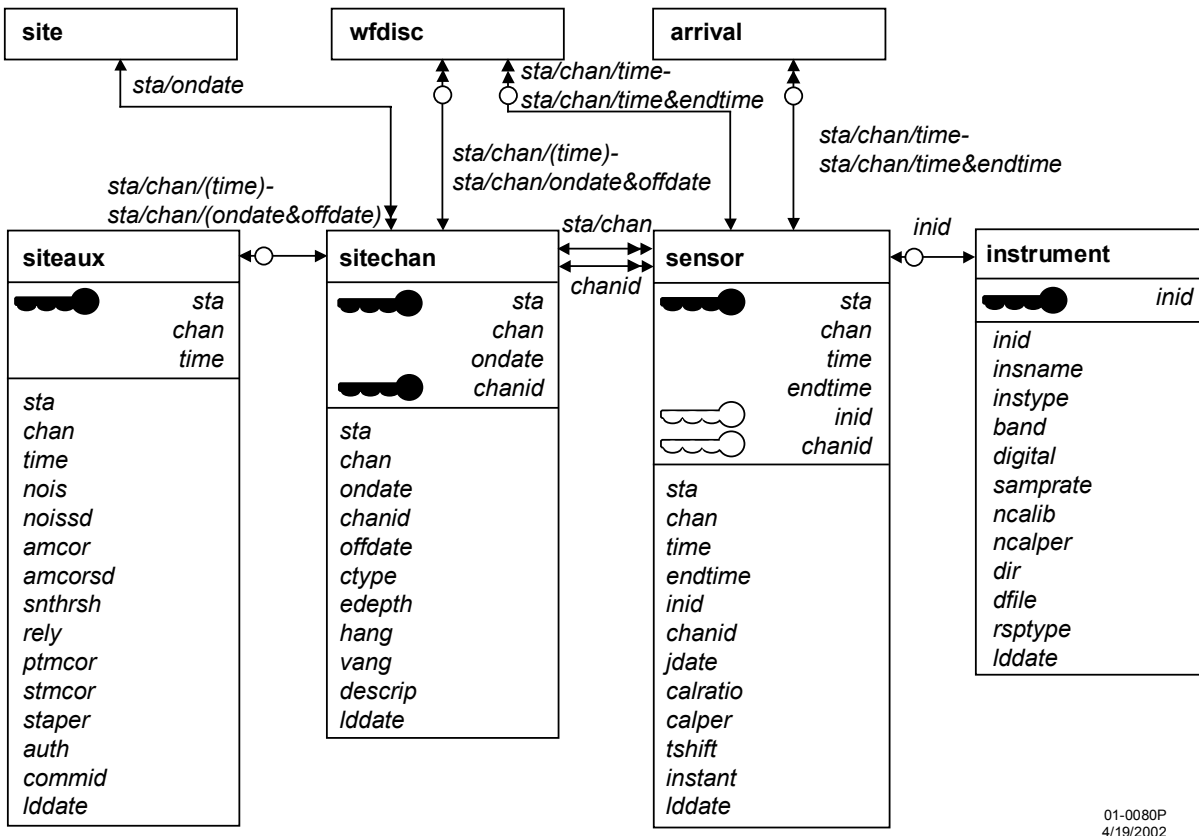 site
wfdisc
arrival
sta/ondate
sta/chan/time-
sta/chan/time&endtime
sta/chan/(time)-
sta/chan/ondate&offdate
sta/chan/time-
sta/chan/time&endtime
sta/chan/(time)-
sta/chan/(ondate&offdate)
sta/chan
chanid
inid
siteaux
sta
chan
time
sta
chan
time
nois
noissd
amcor
amcorsd
snthrsh
rely
ptmcor
stmcor
staper
auth
commid
lddate
sitechan
sta
chan
ondate
chanid
sta
chan
ondate
chanid
offdate
ctype
edepth
hang
vang
descrip
lddate
sensor
sta
chan
time
endtime
inid
chanid
sta
chan
time
endtime
inid
chanid
jdate
calratio
calper
tshift
instant
lddate
instrument
inid
inid
insname
instype
band
digital
samprate
ncalib
ncalper
dir
dfile
rsptype
lddate
01-0080P
4/19/2002